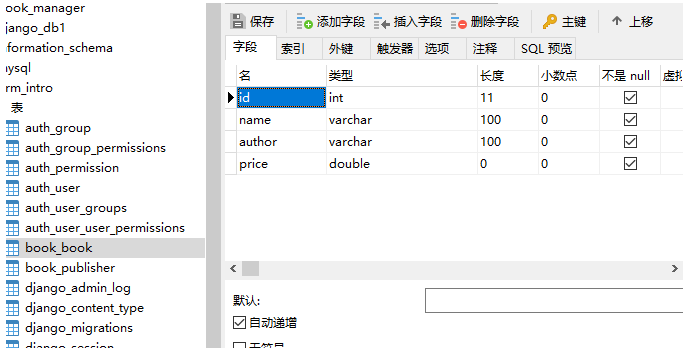 ook_manager
jango_db1
nformation_schema
nysql
rm_intro
表
auth_group
auth_group_permissions
auth_permission
auth_user
auth_user_groups
auth_user_user_permissions
book_book
book_publisher
django_admin_log
django_content_type
django_migrations
django_session
保存 添加字段 插入字段 删除字段 主键 上移
字段 索引 外键 触发器 选项 注释 SQL 预览
名 类型 长度 小数点 不是 null 虚拟
id int 11 0
name varchar 100 0
author varchar 100 0
price double 0 0
默认:
自动递增
无符号